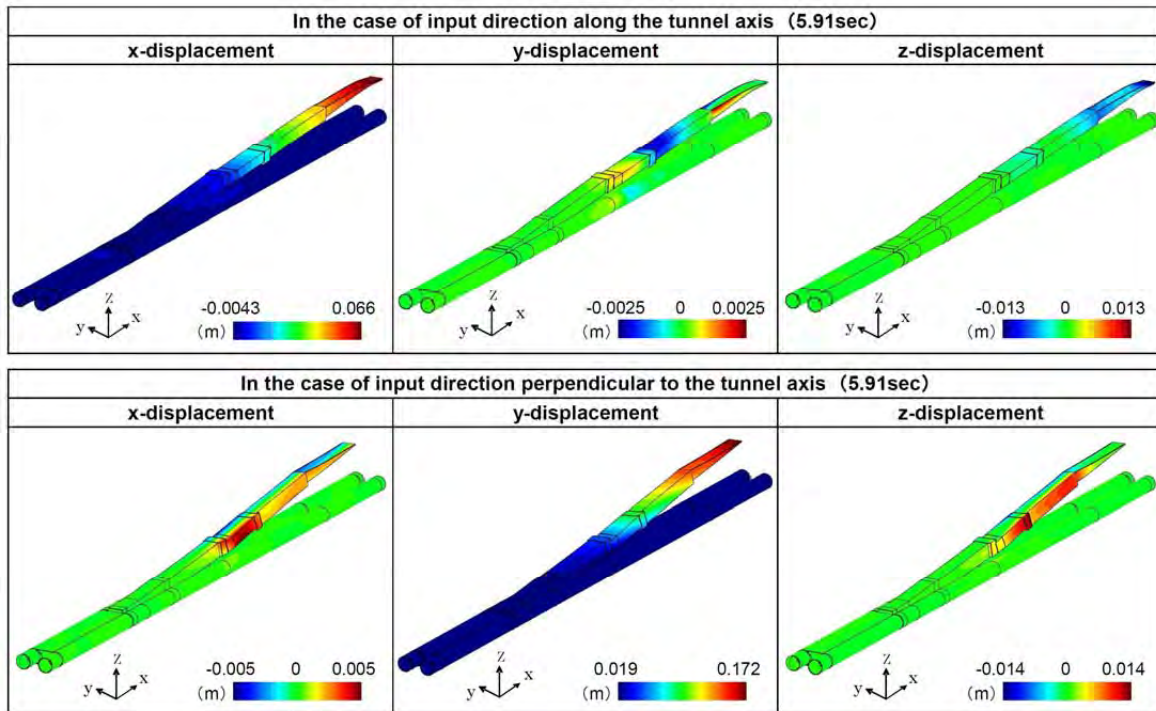 In the case of input direction along the tunnel axis（5.91sec）
x-displacement
y-displacement
z-displacement
z
y x
-0.0043 0.066
（m）
z
y x
-0.0025 0 0.0025
（m）
z
y x
-0.013 0 0.013
（m）
In the case of input direction perpendicular to the tunnel axis（5.91sec）
x-displacement
y-displacement
z-displacement
z
y x
-0.005 0 0.005
（m）
z
y x
0.019 0.172
（m）
z
y x
-0.014 0 0.014
（m）